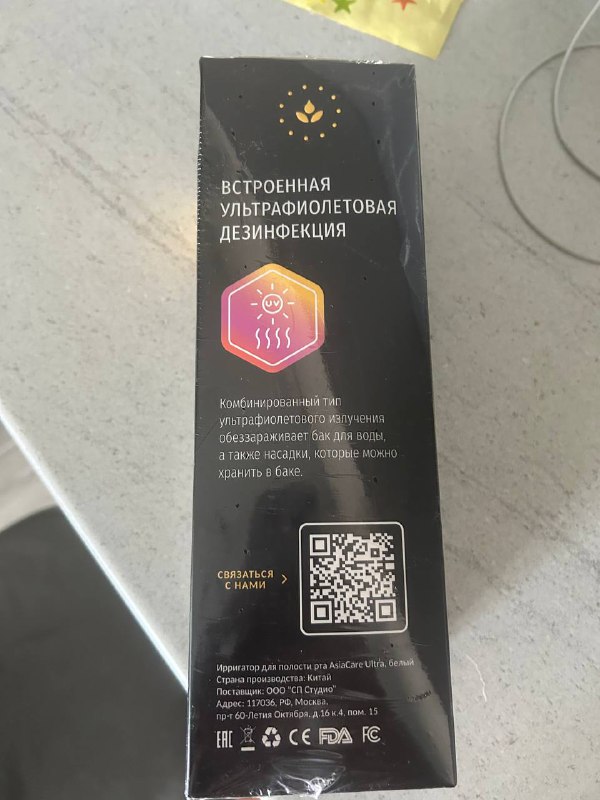 ВСТРОЕННАЯ
УЛЬТРАФИОЛЕТОВАЯ
ДЕЗИНФЕКЦИЯ
UV
Комбинированный тип
ультрафиолетового излучения
обеззараживает бак для воды,
а также насадки, которые можно
хранить в баке.
СВЯЗАТЬСЯ
С НАМИ
Ирригатор для полости рта AsiaCare Ultra, белый
Страна производства: Китай
Поставщик: ООО "СП Студио"
Адрес: 117036, РФ, Москва,
пр-т 60-Летия Октября, д.16 к.4, пом. 15
EAC CE FDA FC